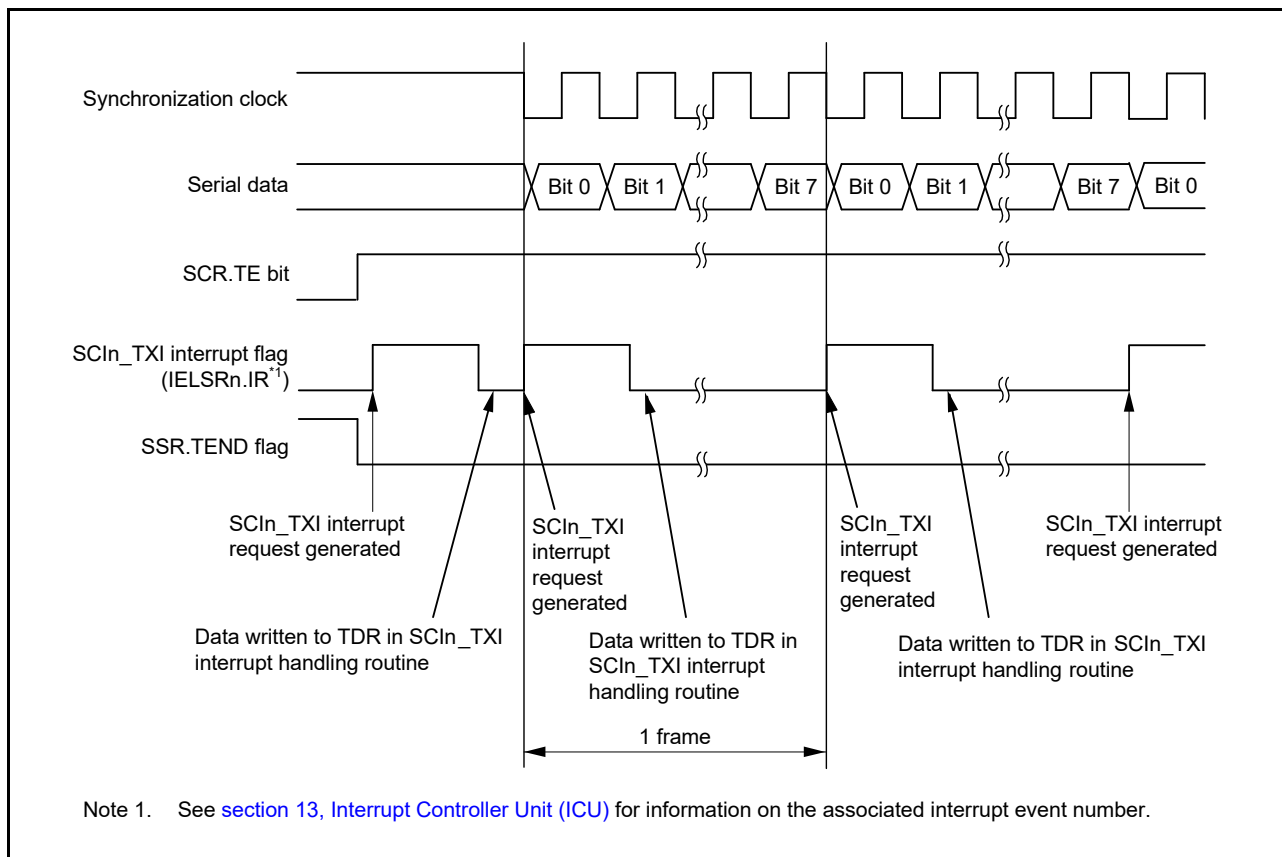 Synchronization clock
Serial data
Bit 0 Bit 1 Bit 7 Bit 0 Bit 1 Bit 7 Bit 0
SCR.TE bit
SCIn_TXI interrupt flag
(IELSRn.IR*1)
SSR.TEND flag
SCIn_TXI interrupt
request generated
SCIn_TXI
interrupt
request
generated
SCIn_TXI
interrupt
request
generated
SCIn_TXI interrupt
request generated
Data written to TDR in SCIn_TXI
interrupt handling routine
Data written to TDR in
SCIn_TXI interrupt
handling routine
Data written to TDR in SCIn_TXI
interrupt handling routine
1 frame
Note 1. See section 13, Interrupt Controller Unit (ICU) for information on the associated interrupt event number.